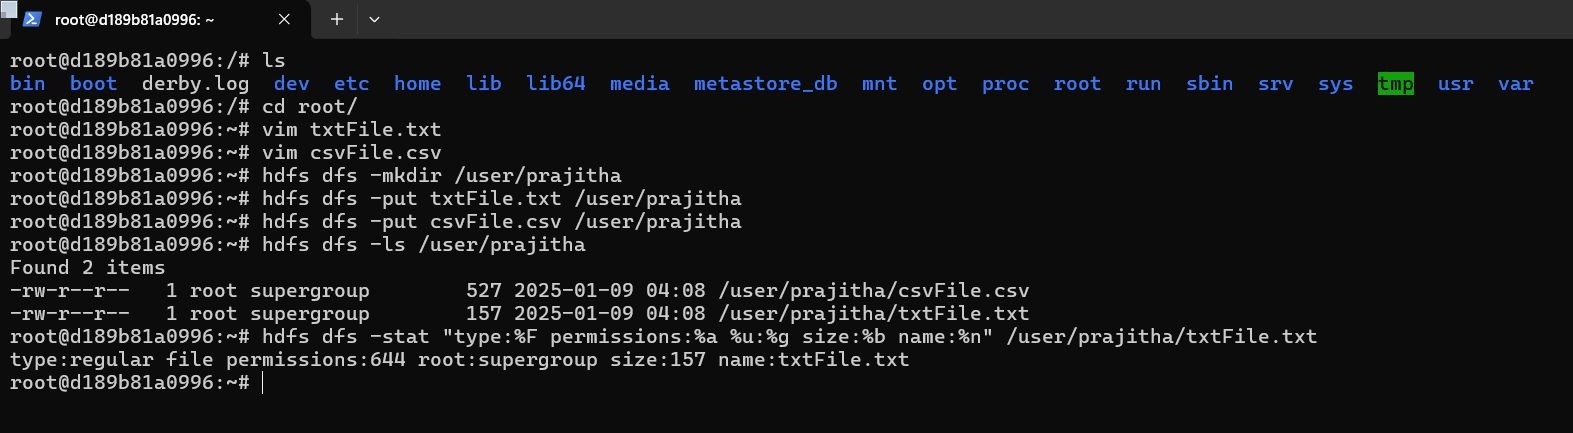 root@d189b81a0996: ~
root@d189b81a0996:/# ls
bin boot derby.log dev etc home lib lib64 media metastore_db mnt opt proc root run sbin srv sys tmp usr var
root@d189b81a0996:/# cd root/
root@d189b81a0996:~# vim txtFile.txt
root@d189b81a0996:~# vim csvFile.csv
root@d189b81a0996:~# hdfs dfs -mkdir /user/prajitha
root@d189b81a0996:~# hdfs dfs -put txtFile.txt /user/prajitha
root@d189b81a0996:~# hdfs dfs -put csvFile.csv /user/prajitha
root@d189b81a0996:~# hdfs dfs -ls /user/prajitha
Found 2 items
-rw-r--r--   1 root supergroup        527 2025-01-09 04:08 /user/prajitha/csvFile.csv
-rw-r--r--   1 root supergroup        157 2025-01-09 04:08 /user/prajitha/txtFile.txt
root@d189b81a0996:~# hdfs dfs -stat "type:%F permissions:%a %u:%g size:%b name:%n" /user/prajitha/txtFile.txt
type:regular file permissions:644 root:supergroup size:157 name:txtFile.txt
root@d189b81a0996:~#